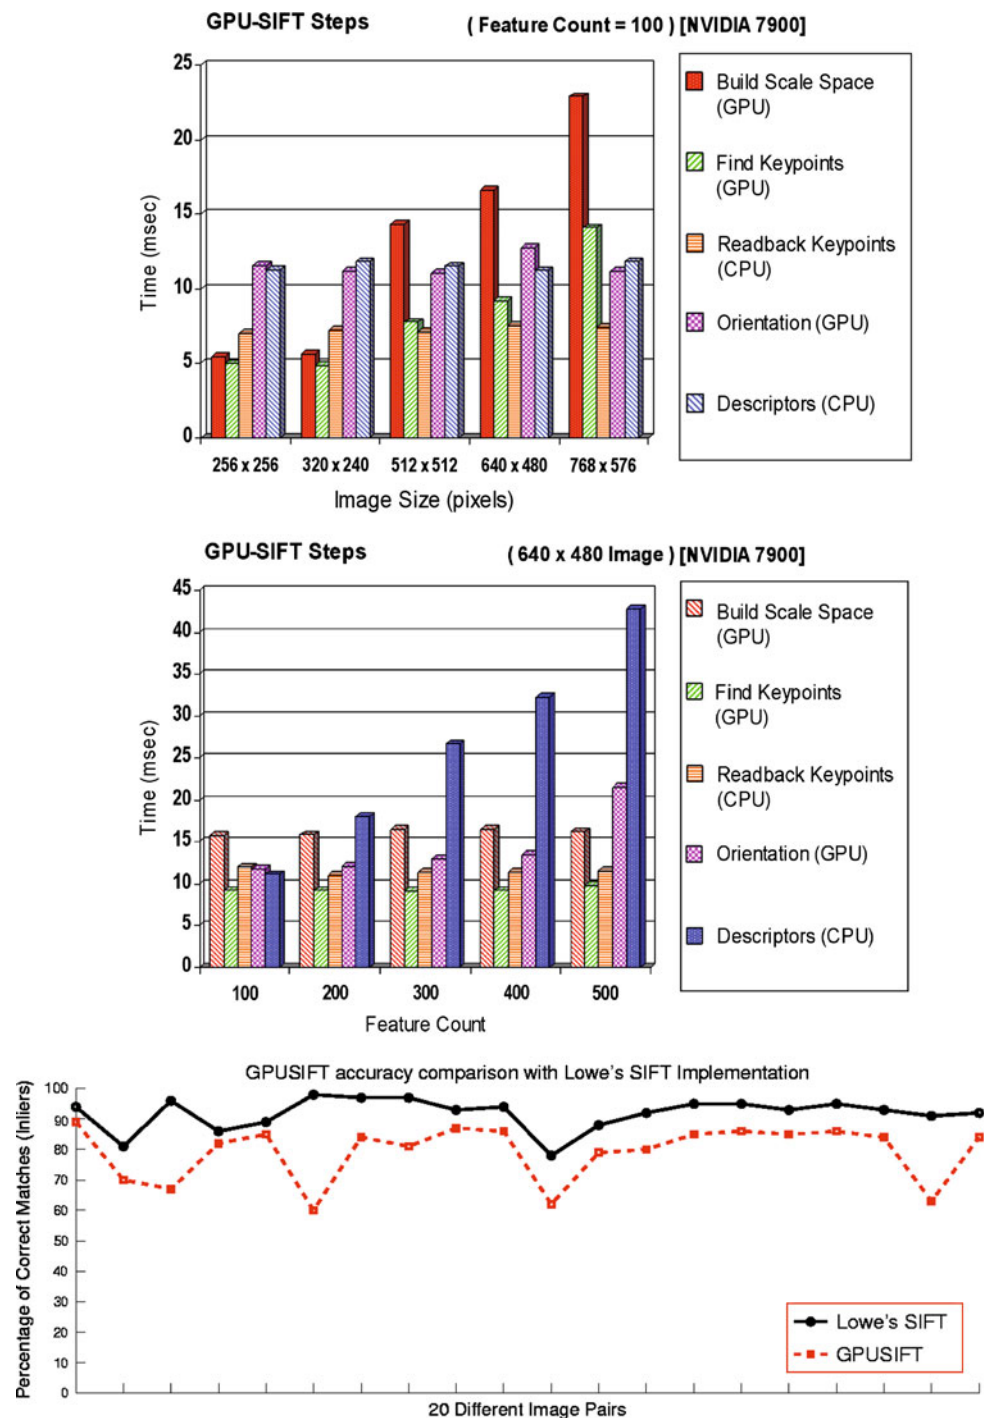 GPU-SIFT Steps ( Feature Count = 100 ) [NVIDIA 7900]
25
20
15
10
5
0
Time (msec)
256 x 256 320 x 240 512 x 512 640 x 480 768 x 576
Image Size (pixels)
Build Scale Space
(GPU)
Find Keypoints
(GPU)
Readback Keypoints
(CPU)
Orientation (GPU)
Descriptors (CPU)
GPU-SIFT Steps ( 640 x 480 Image ) [NVIDIA 7900]
45
40
35
30
25
20
15
10
5
0
Time (msec)
100 200 300 400 500
Feature Count
Build Scale Space
(GPU)
Find Keypoints
(GPU)
Readback Keypoints
(CPU)
Orientation (GPU)
Descriptors (CPU)
GPUSIFT accuracy comparison with Lowe's SIFT Implementation
Percentage of Correct Matches (Inliers)
100
90
80
70
60
50
40
30
20
10
0
Lowe's SIFT
GPUSIFT
20 Different Image Pairs